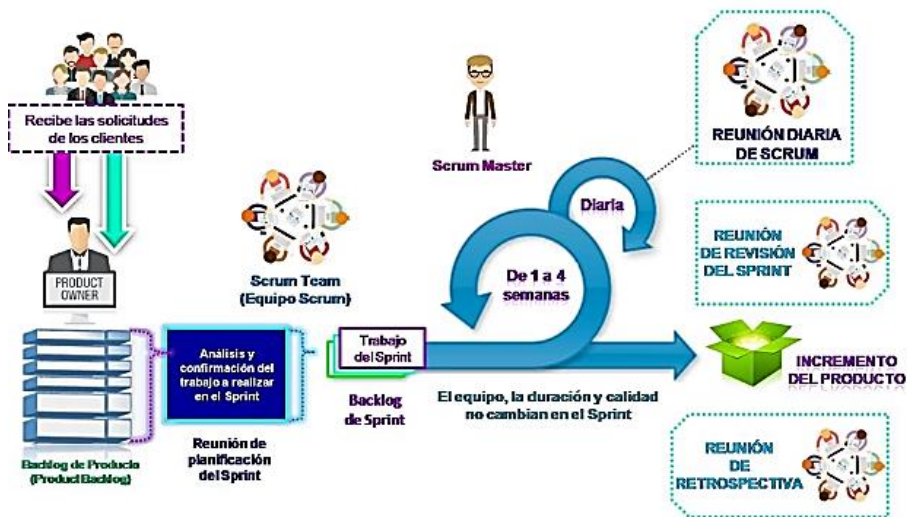 Recibe las solicitudes
de los clientes
PRODUCT
OWNER
Backlog de Producto
(Product Backlog)
Scrum Team
(Equipo Scrum)
Análisis y
confirmación del
trabajo a realizar
en el Sprint
Reunión de
planificación
del Sprint
Trabajo
del Sprint
Backlog
de Sprint
Scrum Master
Diaria
De 1 a 4
semanas
El equipo, la duración y calidad
no cambian en el Sprint
REUNIÓN DIARIA
DE SCRUM
REUNIÓN
DE REVISIÓN
DEL SPRINT
INCREMENTO
DEL PRODUCTO
REUNIÓN
DE
RETROSPECTIVA